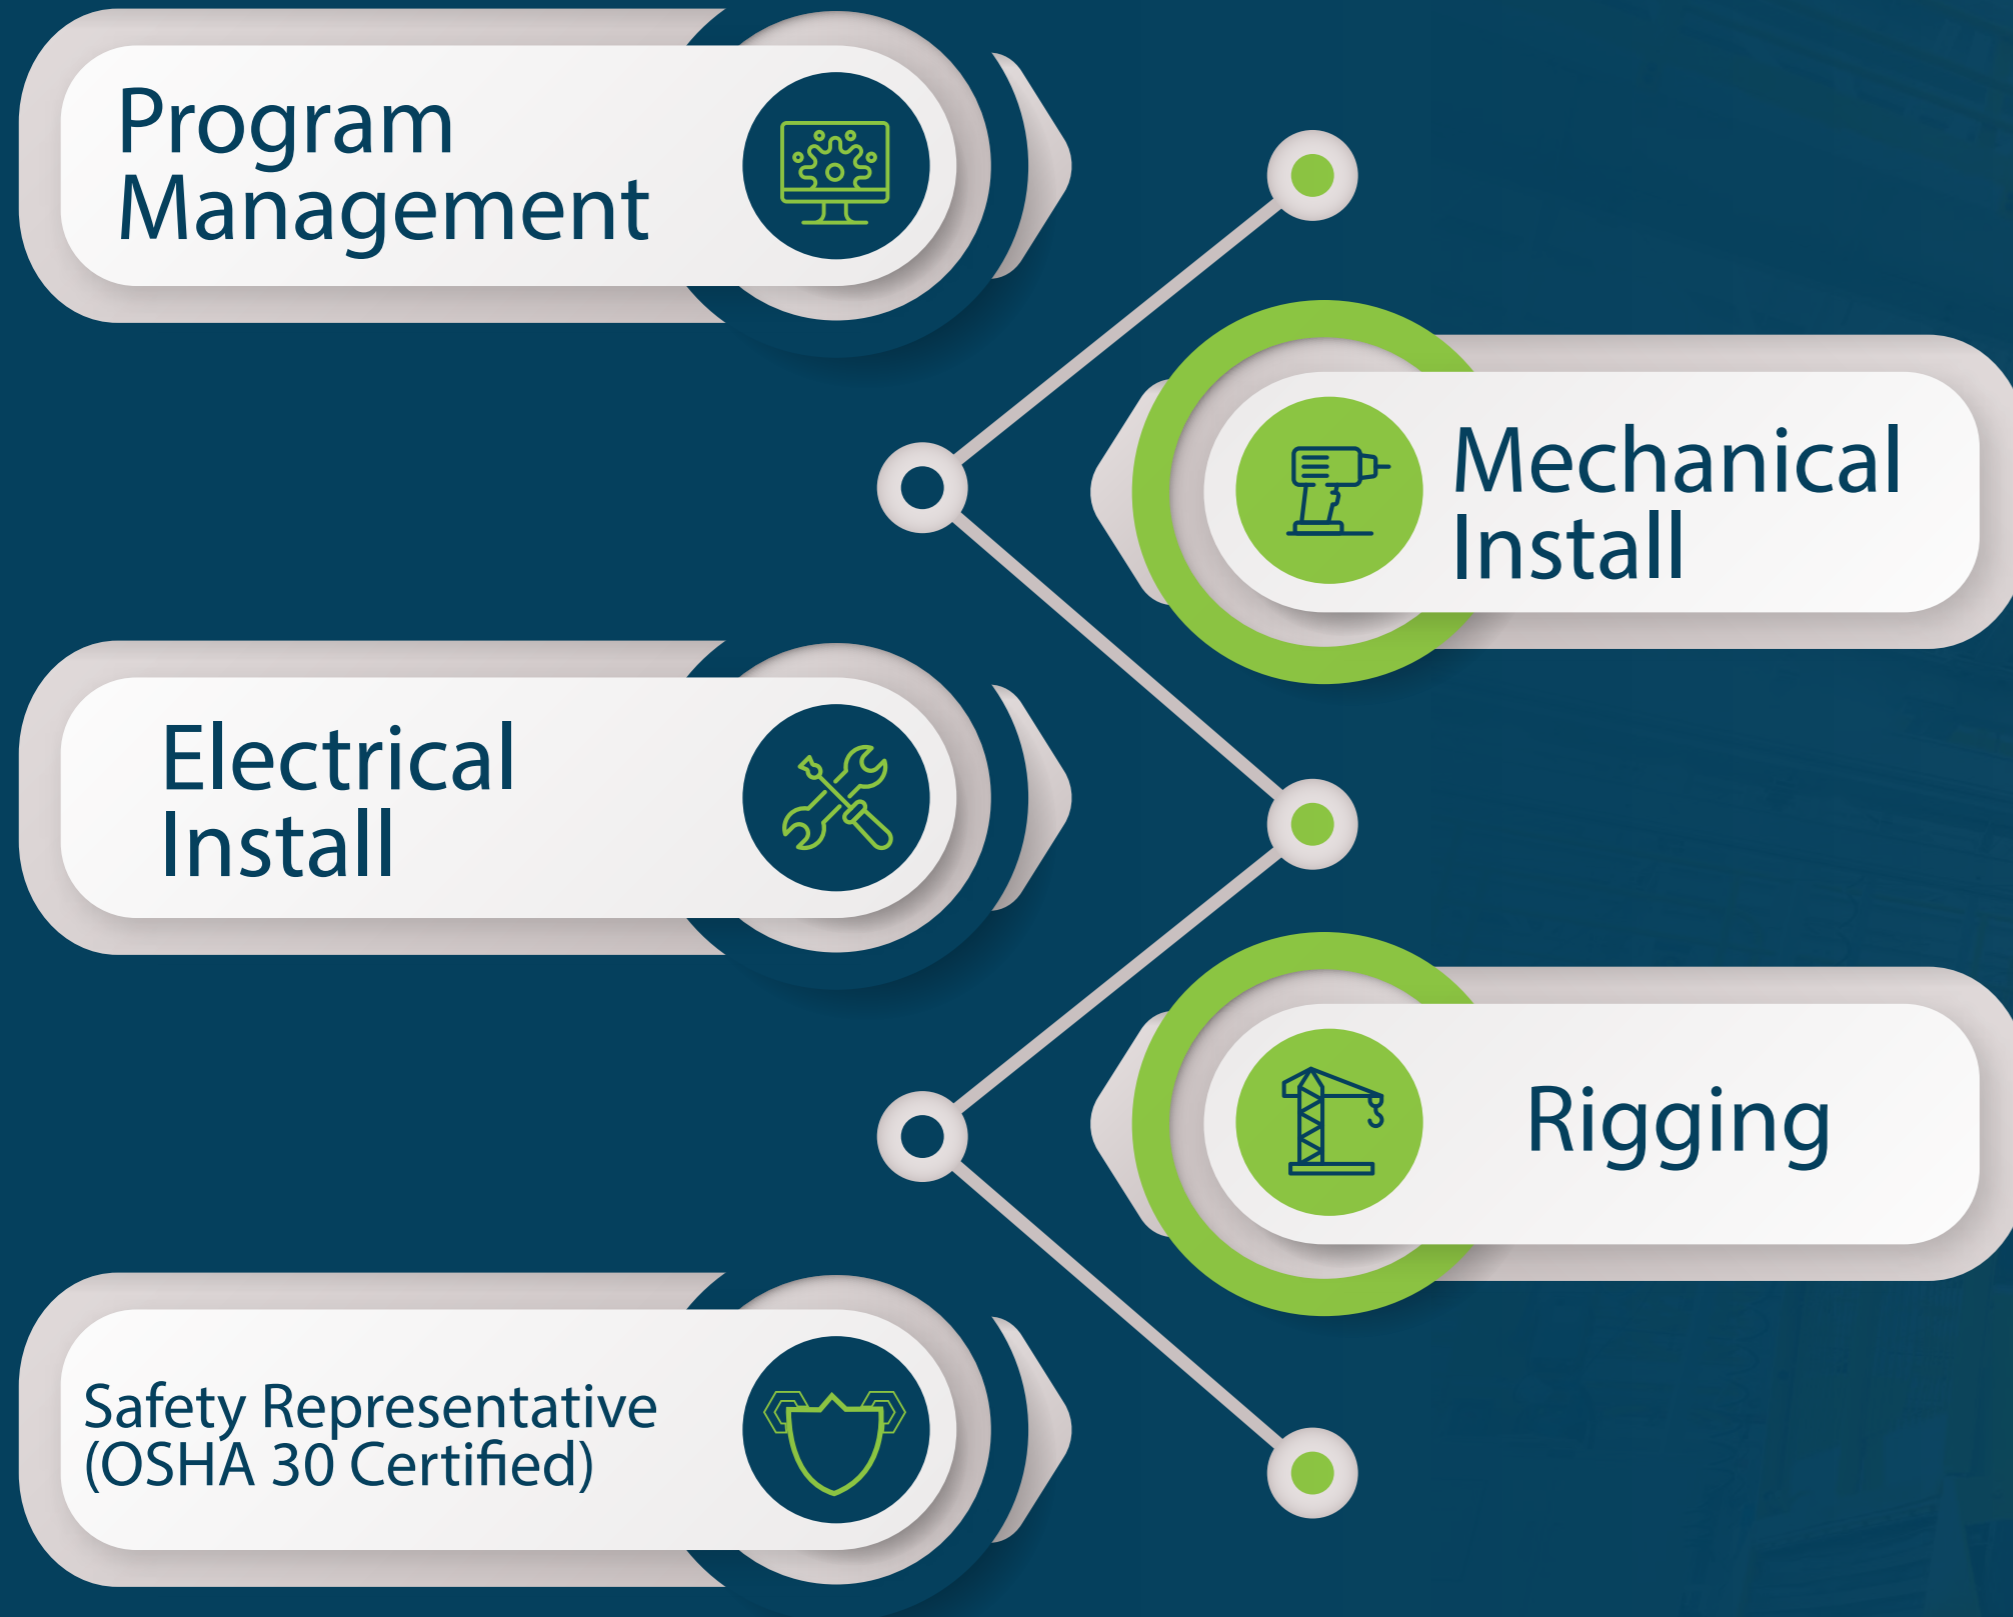 Program
Management
Mechanical
Install
Electrical
Install
Rigging
Safety Representative
(OSHA 30 Certified)